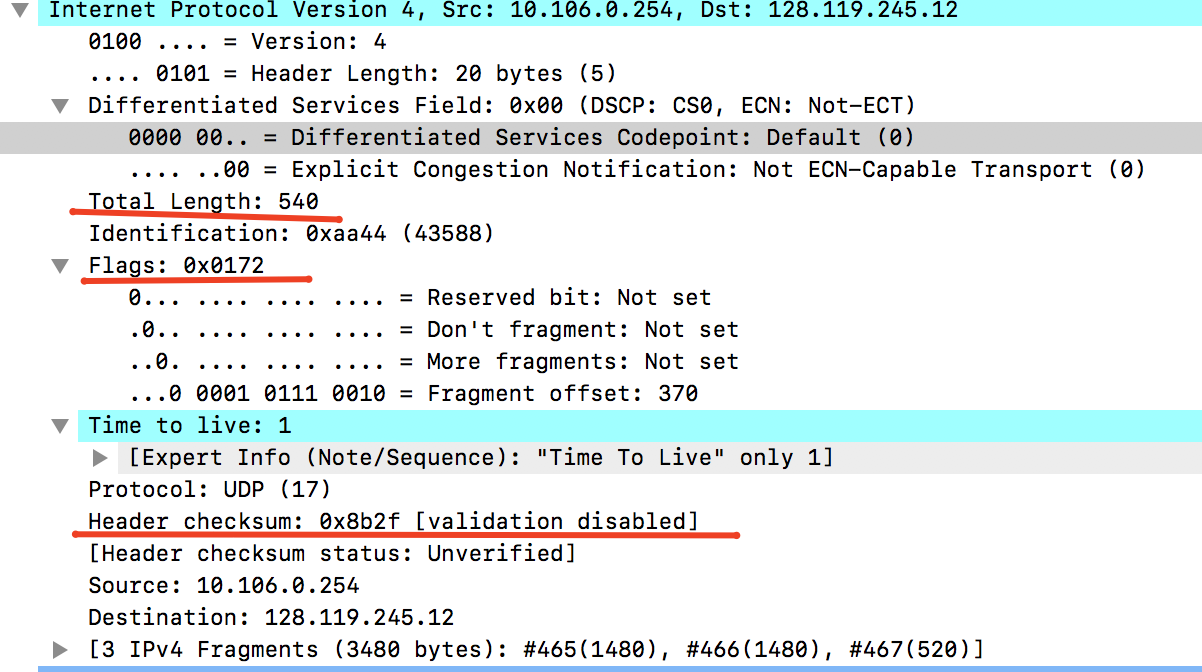 Internet Protocol Version 4, Src: 10.106.0.254, Dst: 128.119.245.12
0100 .... = Version: 4
.... 0101 = Header Length: 20 bytes (5)
Differentiated Services Field: 0x00 (DSCP: CS0, ECN: Not-ECT)
0000 00.. = Differentiated Services Codepoint: Default (0)
.... ..00 = Explicit Congestion Notification: Not ECN-Capable Transport (0)
Total Length: 540
Identification: 0xaa44 (43588)
Flags: 0x0172
0... .... .... .... = Reserved bit: Not set
.0.. .... .... .... = Don't fragment: Not set
..0. .... .... .... = More fragments: Not set
...0 0001 0111 0010 = Fragment offset: 370
Time to live: 1
[Expert Info (Note/Sequence): "Time To Live" only 1]
Protocol: UDP (17)
Header checksum: 0x8b2f [validation disabled]
[Header checksum status: Unverified]
Source: 10.106.0.254
Destination: 128.119.245.12
[3 IPv4 Fragments (3480 bytes): #465(1480), #466(1480), #467(520)]